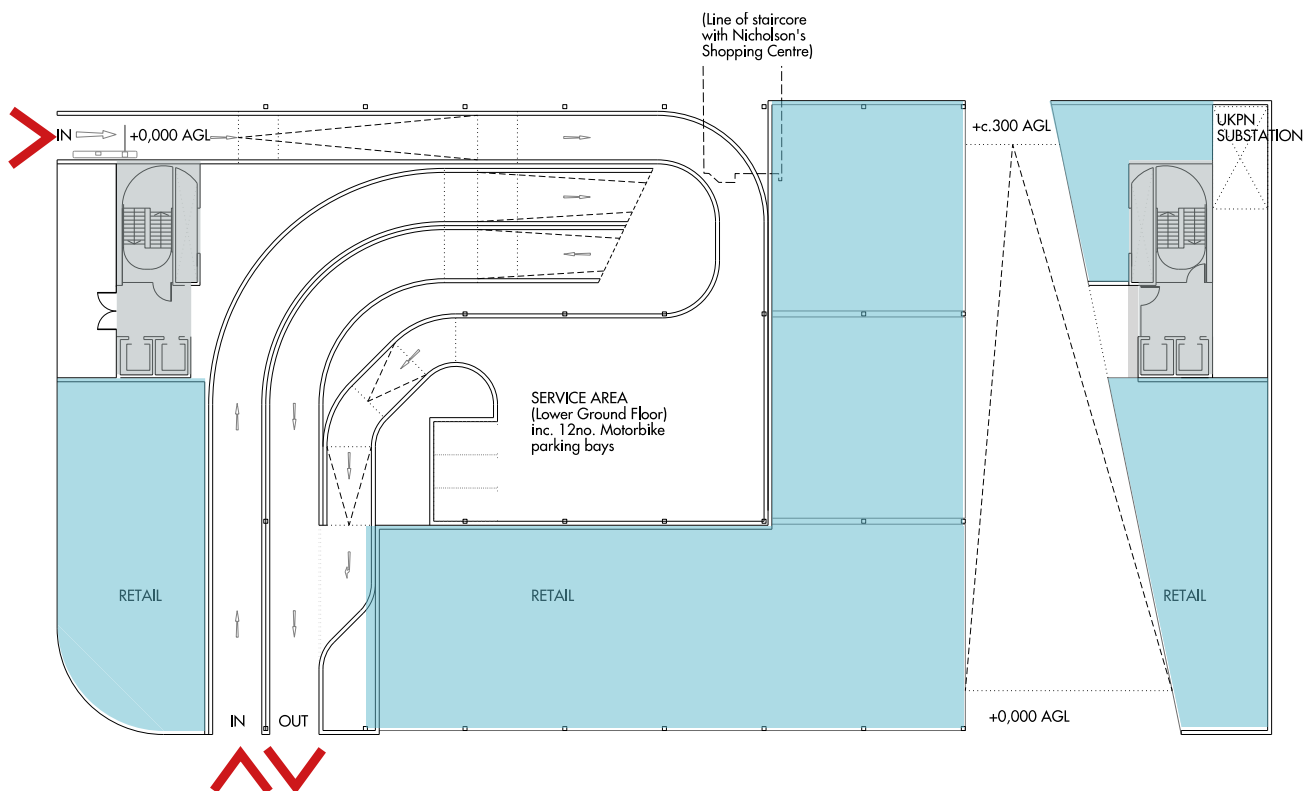 (Line of staircore
with Nicholson's
Shopping Centre)
IN
+0,000 AGL
+c.300 AGL
UKPN
SUBSTATION
SERVICE AREA
(Lower Ground Floor)
inc. 12no. Motorbike
parking bays
RETAIL
RETAIL
RETAIL
IN
OUT
+0,000 AGL